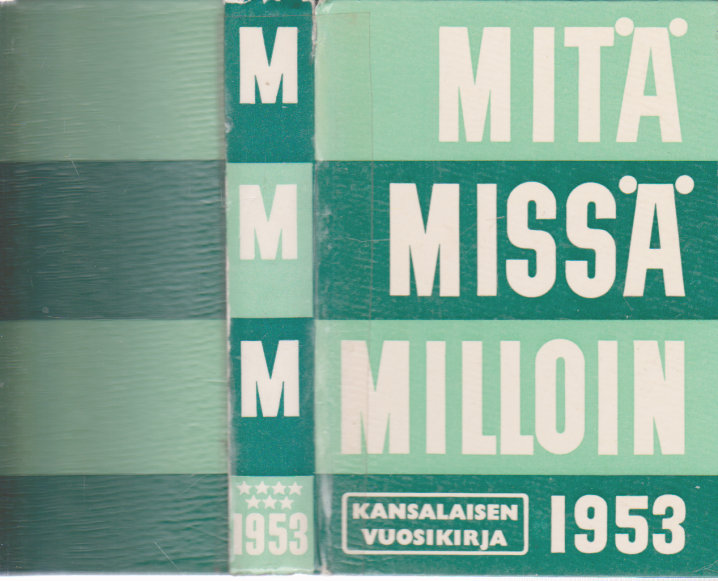 M
M
M
1953
MITÄ
MISSÄ
MILLOIN
KANSALAISEN
VUOSIKIRJA
1953